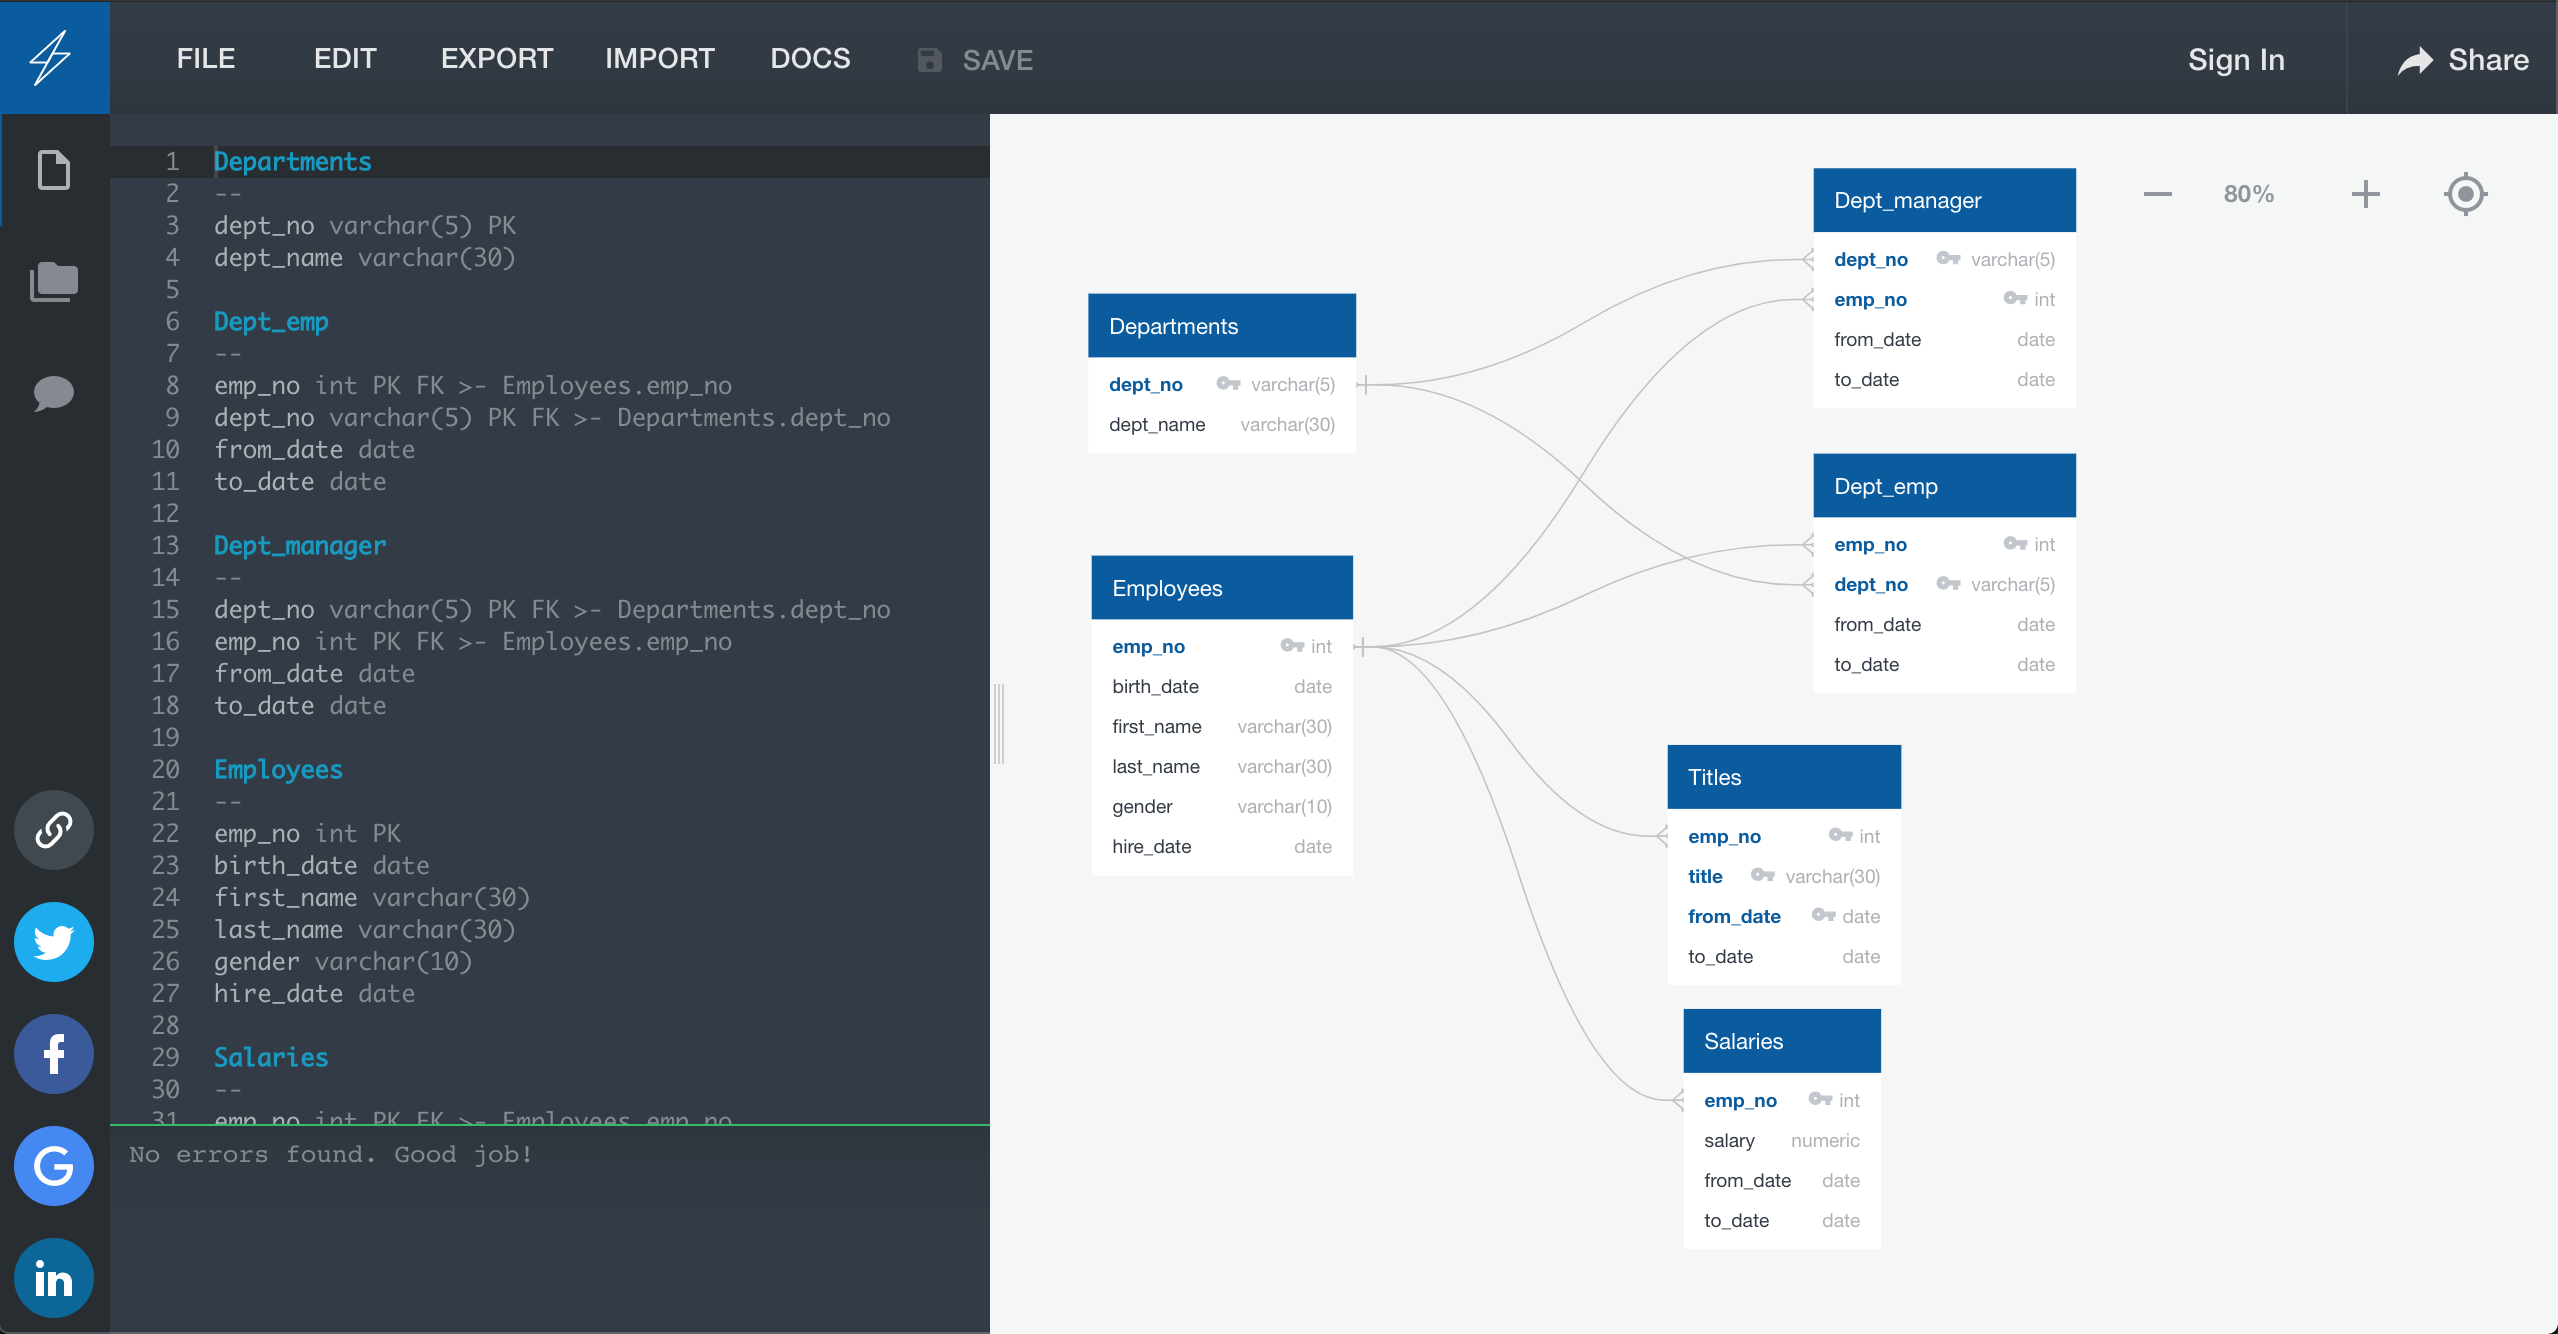 FILE EDIT EXPORT IMPORT DOCS SAVE Sign In Share
1 Departments
2 --
3 dept_no varchar(5) PK
4 dept_name varchar(30)
5
6 Dept_emp
7 --
8 emp_no int PK FK >- Employees.emp_no
9 dept_no varchar(5) PK FK >- Departments.dept_no
10 from_date date
11 to_date date
12
13 Dept_manager
14 --
15 dept_no varchar(5) PK FK >- Departments.dept_no
16 emp_no int PK FK >- Employees.emp_no
17 from_date date
18 to_date date
19
20 Employees
21 --
22 emp_no int PK
23 birth_date date
24 first_name varchar(30)
25 last_name varchar(30)
26 gender varchar(10)
27 hire_date date
28
29 Salaries
30 --
31 emp_no int PK FK >- Employees.emp_no
No errors found. Good job!
80%
Departments
dept_no varchar(5)
dept_name varchar(30)
Employees
emp_no int
birth_date date
first_name varchar(30)
last_name varchar(30)
gender varchar(10)
hire_date date
Dept_manager
dept_no varchar(5)
emp_no int
from_date date
to_date date
Dept_emp
emp_no int
dept_no varchar(5)
from_date date
to_date date
Titles
emp_no int
title varchar(30)
from_date date
to_date date
Salaries
emp_no int
salary numeric
from_date date
to_date date
f
G
in